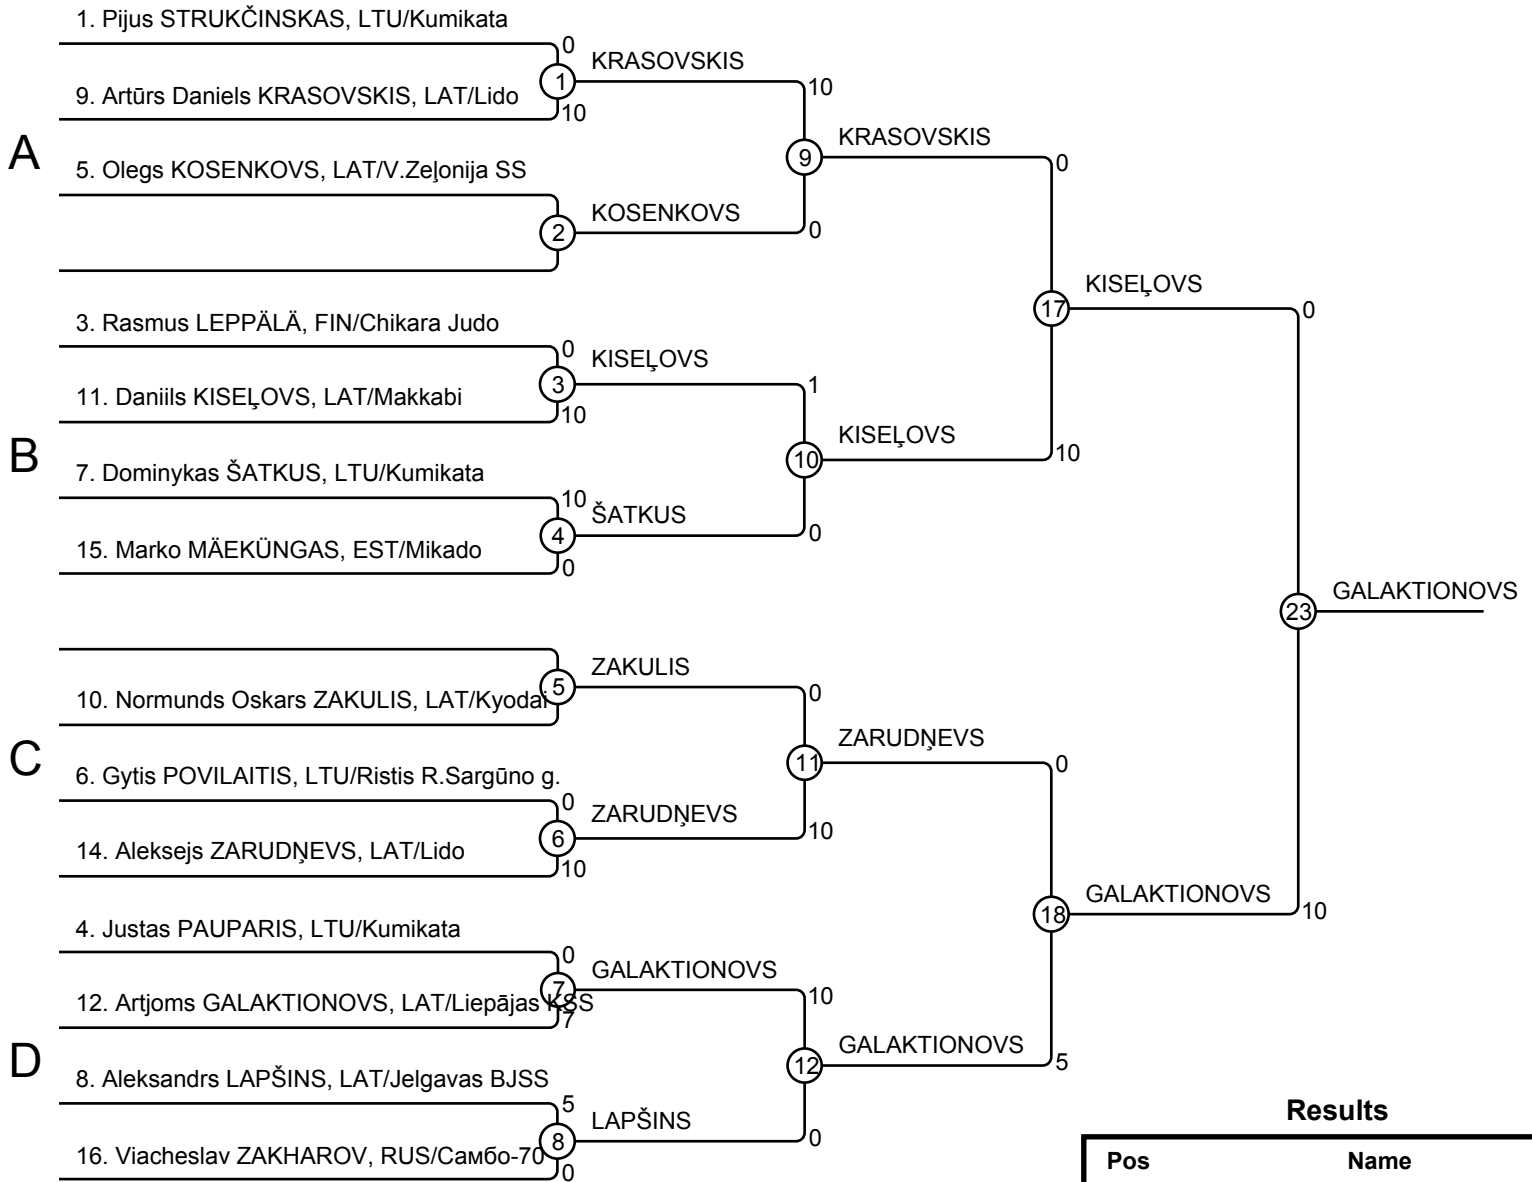 1. Pijus STRUKČINSKAS, LTU/Kumikata
0
KRASOVSKIS
1
10
9. Artūrs Daniels KRASOVSKIS, LAT/Lido
10
A
KRASOVSKIS
9
0
5. Olegs KOSENKOVS, LAT/V.Zeļonija SS
KOSENKOVS
2
0
KISEĻOVS
17
0
3. Rasmus LEPPÄLÄ, FIN/Chikara Judo
0
KISEĻOVS
3
1
11. Daniils KISEĻOVS, LAT/Makkabi
10
B
KISEĻOVS
10
10
7. Dominykas ŠATKUS, LTU/Kumikata
10
ŠATKUS
4
0
15. Marko MÄEKÜNGAS, EST/Mikado
0
GALAKTIONOVS
23
ZAKULIS
5
0
10. Normunds Oskars ZAKULIS, LAT/Kyodai
C
ZARUDŅEVS
11
0
6. Gytis POVILAITIS, LTU/Ristis R.Sargūno g.
0
ZARUDŅEVS
6
10
14. Aleksejs ZARUDŅEVS, LAT/Lido
10
GALAKTIONOVS
18
10
4. Justas PAUPARIS, LTU/Kumikata
0
GALAKTIONOVS
7
10
12. Artjoms GALAKTIONOVS, LAT/Liepājas KSS
7
D
GALAKTIONOVS
12
5
8. Aleksandrs LAPŠINS, LAT/Jelgavas BJSS
5
LAPŠINS
8
0
16. Viacheslav ZAKHAROV, RUS/Самбо-70
0
Results
Pos Name